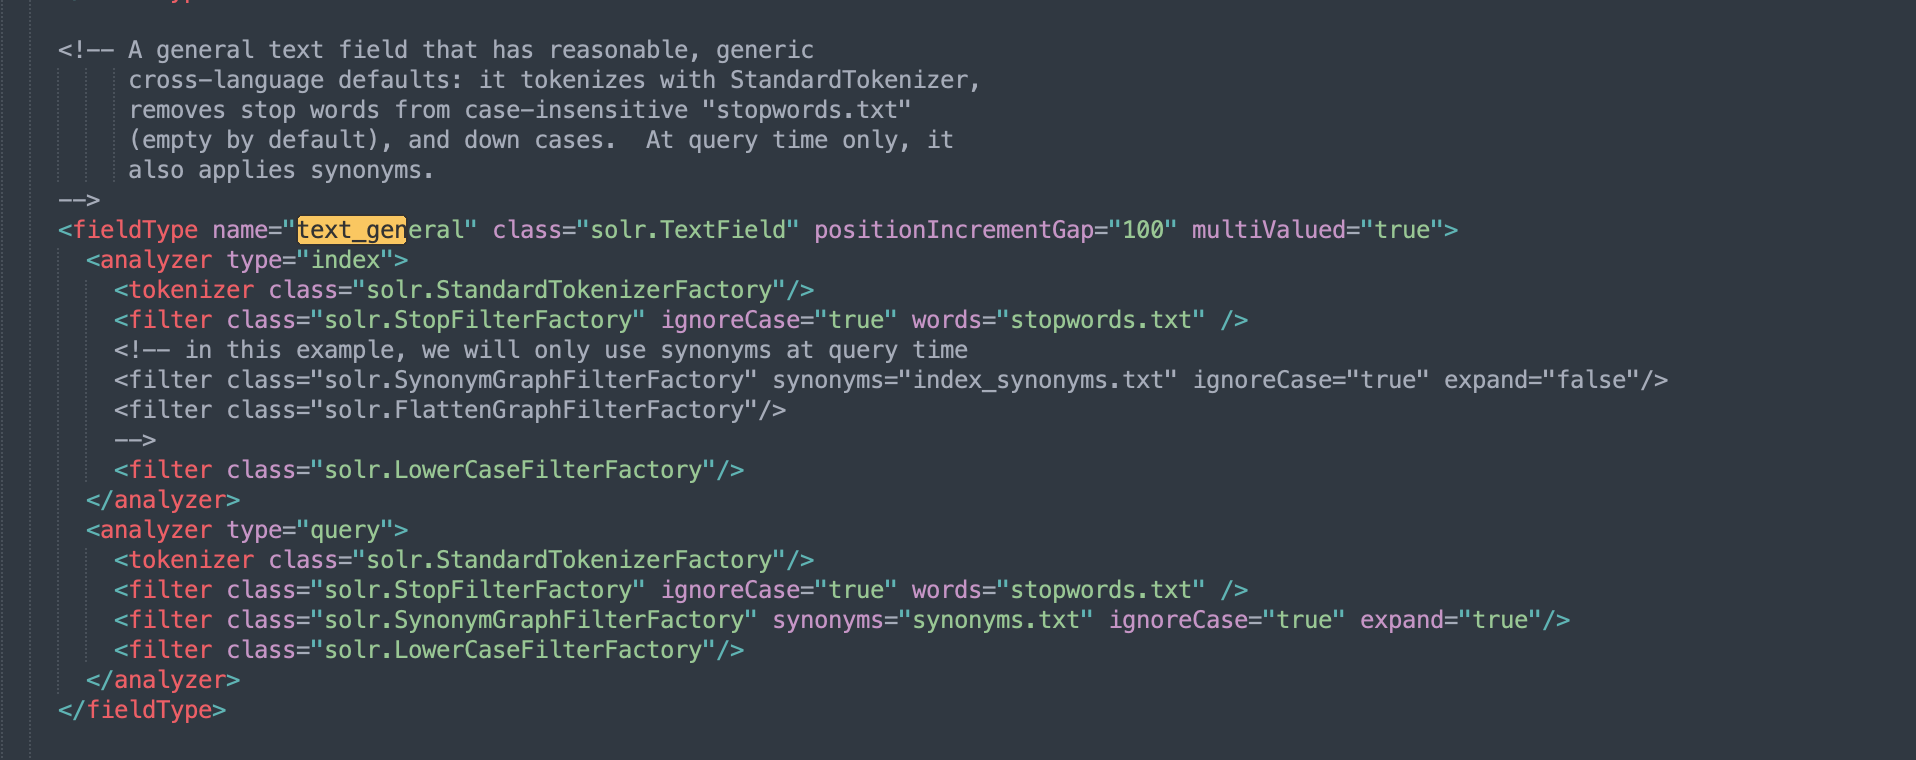 <!-- A general text field that has reasonable, generic
cross-language defaults: it tokenizes with StandardTokenizer,
removes stop words from case-insensitive "stopwords.txt"
(empty by default), and down cases.  At query time only, it
also applies synonyms.
-->
<fieldType name="text_general" class="solr.TextField" positionIncrementGap="100" multiValued="true">
<analyzer type="index">
<tokenizer class="solr.StandardTokenizerFactory"/>
<filter class="solr.StopFilterFactory" ignoreCase="true" words="stopwords.txt" />
<!-- in this example, we will only use synonyms at query time
<filter class="solr.SynonymGraphFilterFactory" synonyms="index_synonyms.txt" ignoreCase="true" expand="false"/>
<filter class="solr.FlattenGraphFilterFactory"/>
-->
<filter class="solr.LowerCaseFilterFactory"/>
</analyzer>
<analyzer type="query">
<tokenizer class="solr.StandardTokenizerFactory"/>
<filter class="solr.StopFilterFactory" ignoreCase="true" words="stopwords.txt" />
<filter class="solr.SynonymGraphFilterFactory" synonyms="synonyms.txt" ignoreCase="true" expand="true"/>
<filter class="solr.LowerCaseFilterFactory"/>
</analyzer>
</fieldType>